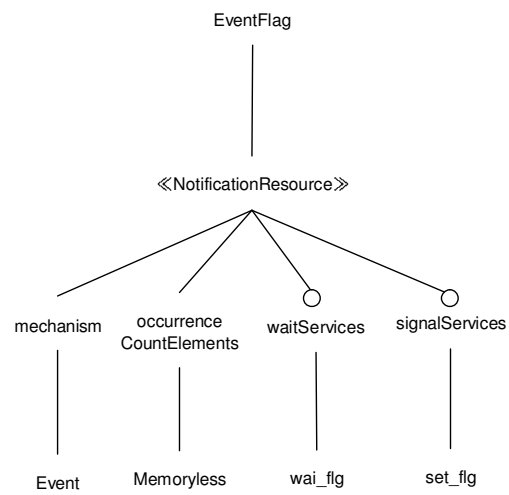 EventFlag
≪NotificationResource≫
mechanism
occurrence
CountElements
waitServices
signalServices
Event
Memoryless
wai_flg
set_flg